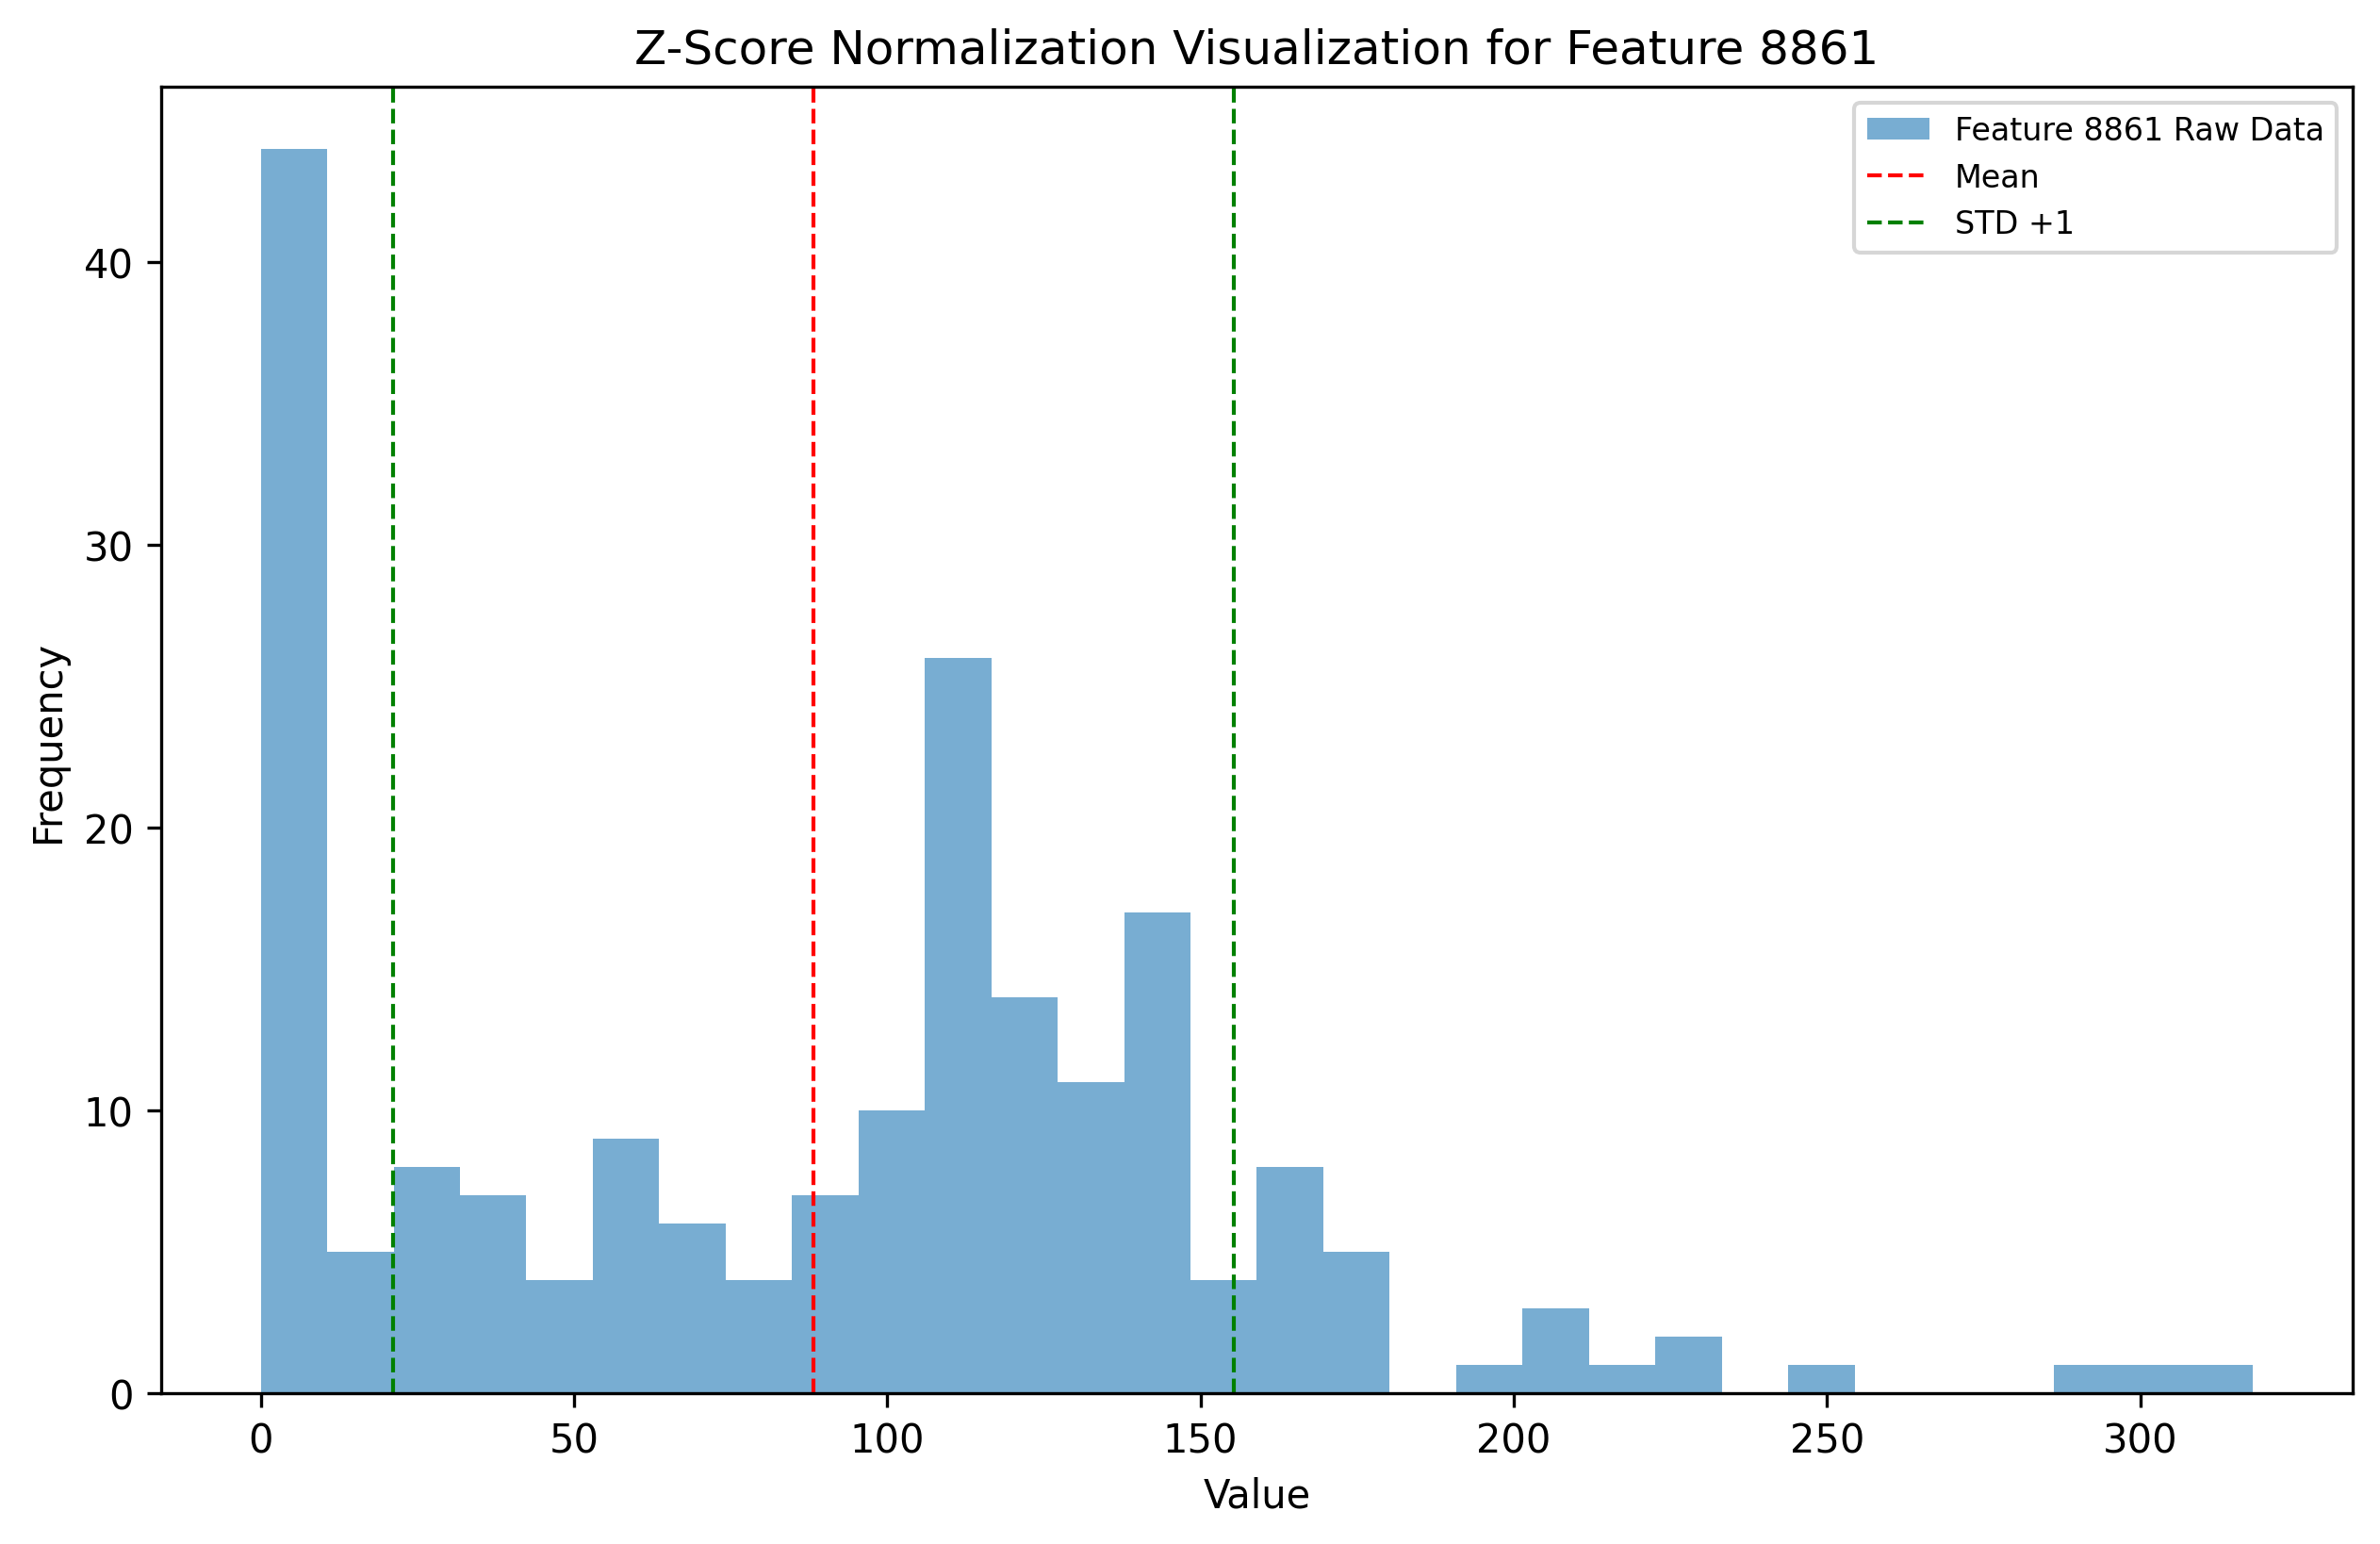 Z-Score Normalization Visualization for Feature 8861
Feature 8861 Raw Data
Mean
STD +1
Frequency
40
30
20
10
0
0 50 100 150 200 250 300
Value